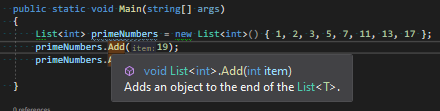 public static void Main(string[] args)
{
List<int> primeNumbers = new List<int>() { 1, 2, 3, 5, 7, 11, 13, 17 };
primeNumbers.Add(item:19);
primeNumbers.A
void List<int>.Add(int item)
Adds an object to the end of the List<T>.
}
0 references